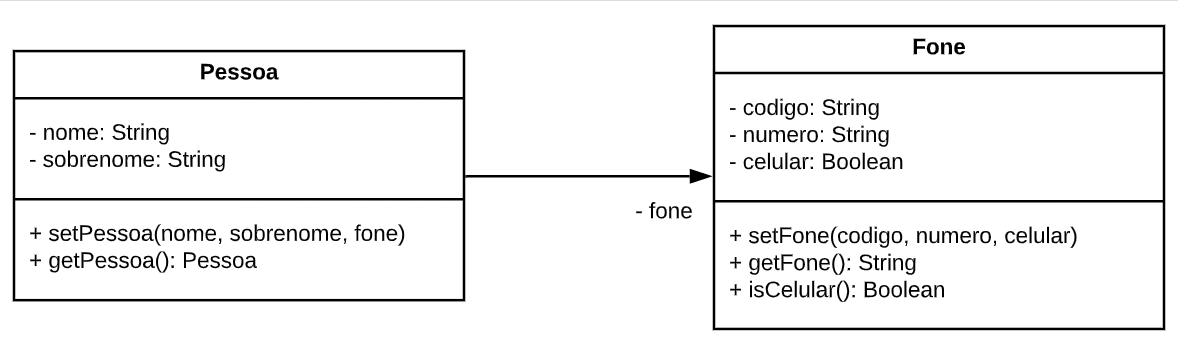 Pessoa
- nome: String
- sobrenome: String
+ setPessoa(nome, sobrenome, fone)
+ getPessoa(): Pessoa
- fone
Fone
- codigo: String
- numero: String
- celular: Boolean
+ setFone(codigo, numero, celular)
+ getFone(): String
+ isCelular(): Boolean